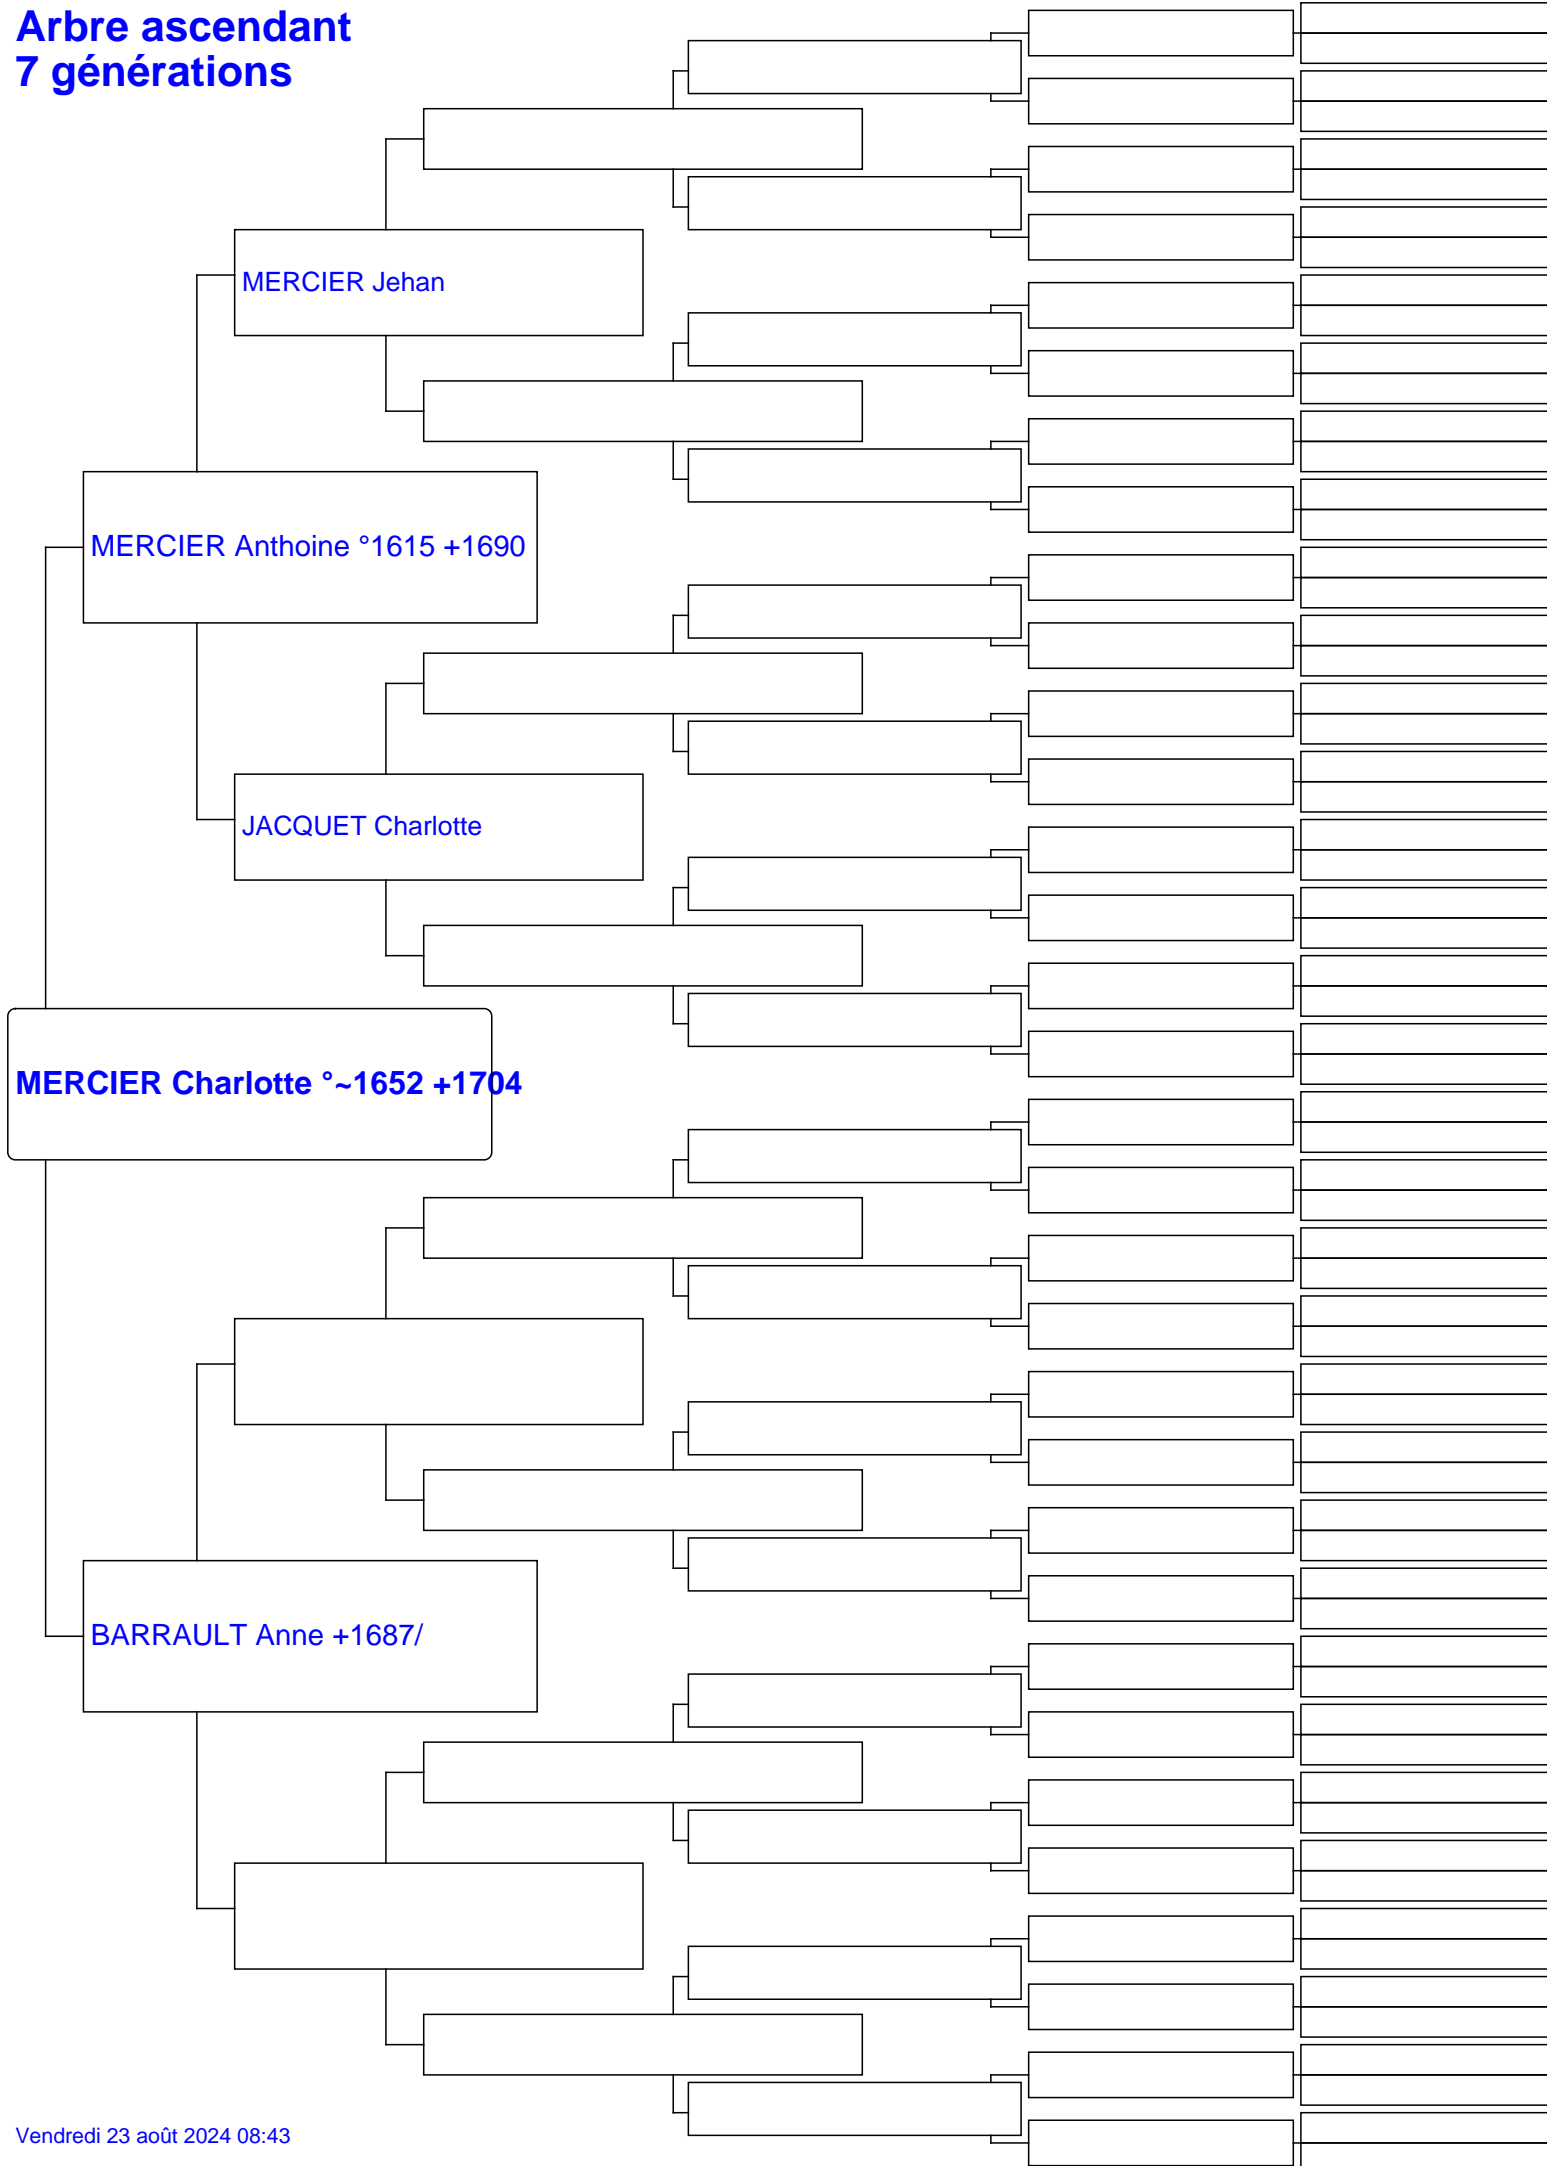 Arbre ascendant
7 générations
MERCIER Jehan
MERCIER Anthoine °1615 +1690
JACQUET Charlotte
MERCIER Charlotte °~1652 +1704
BARRAULT Anne +1687/
Vendredi 23 août 2024 08:43